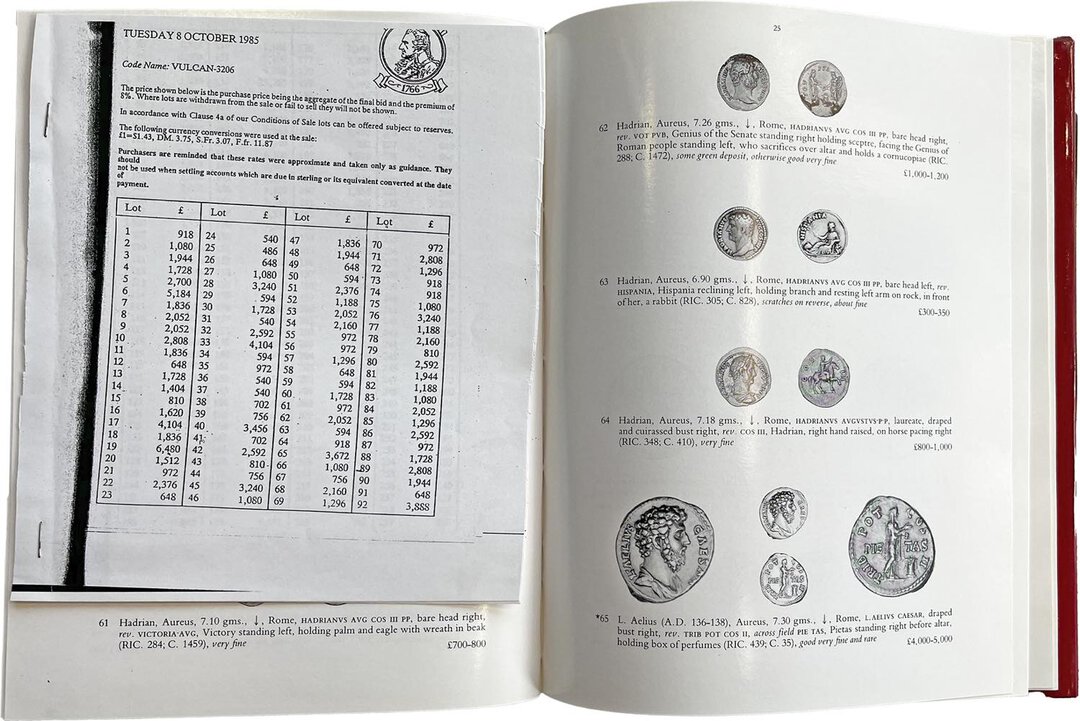 TUESDAY 8 OCTOBER 1985
1766
Code Name: VULCAN-3206
The price shown below is the purchase price being the aggregate of the final bid and the premium of
8%. Where lots are withdrawn from the sale or fail to sell they will not be shown.
In accordance with Clause 4a of our Conditions of Sale lots can be offered subject to reserves.
The following currency conversions were used at the sale:
£1=$1.43, DM. 3.75, S.Fr. 3.07, F.fr. 11.87
Purchasers are reminded that these rates were approximate and taken only as guidance. They
should
not be used when settling accounts which are due in sterling or its equivalent converted at the date
of
payment.
Lot £ Lot £ Lot £ Lot £
1 918 24 540 47 1,836 70 972
2 1,080 25 486 48 1,944 71 2,808
3 1,944 26 648 49 648 72 1,296
4 1,728 27 1,080 50 594 73 918
5 2,700 28 3,240 51 2,376 74 918
6 5,184 29 594 52 1,188 75 1,080
7 1,836 30 1,728 53 2,052 76 3,240
8 2,052 31 540 54 2,160 77 1,188
9 2,052 32 2,592 55 972 78 2,160
10 2,808 33 4,104 56 972 79 810
11 1,836 34 594 57 1,296 80 2,592
12 648 35 972 58 648 81 1,944
13 1,728 36 540 59 594 82 1,188
14 1,404 37 540 60 1,728 83 1,080
15 810 38 702 61 972 84 2,052
16 1,620 39 756 62 2,052 85 1,296
17 4,104 40 3,456 63 594 86 2,592
18 1,836 41 702 64 918 87 972
19 6,480 42 2,592 65 3,672 88 1,728
20 1,512 43 810 66 1,080 89 2,808
21 972 44 756 67 756 90 1,944
22 2,376 45 3,240 68 2,160 91 648
23 648 46 1,080 69 1,296 92 3,888
61 Hadrian, Aureus, 7.10 gms., ↓, Rome, HADRIANVS AVG COS III PP, bare head right,
rev. VICTORIA·AVG, Victory standing left, holding palm and eagle with wreath in beak
(RIC. 284; C. 1459), very fine £700-800
25
62 Hadrian, Aureus, 7.26 gms., ↓, Rome, HADRIANVS AVG COS III PP, bare head right,
rev. VOT PVB, Genius of the Senate standing right holding sceptre, facing the Genius of
Roman people standing left, who sacrifices over altar and holds a cornucopiae (RIC.
288; C. 1472), some green deposit, otherwise good very fine
£1,000-1,200
63 Hadrian, Aureus, 6.90 gms., ↓, Rome, HADRIANVS AVG COS III PP, bare head left, rev.
HISPANIA, Hispania reclining left, holding branch and resting left arm on rock, in front
of her, a rabbit (RIC. 305; C. 828), scratches on reverse, about fine
£300-350
64 Hadrian, Aureus, 7.18 gms., ↓, Rome, HADRIANVS AVGVSTVS·P·P, laureate, draped
and cuirassed bust right, rev. COS III, Hadrian, right hand raised, on horse pacing right
(RIC. 348; C. 410), very fine
£800-1,000
*65 L. Aelius (A.D. 136-138), Aureus, 7.30 gms., ↓, Rome, L.AELIVS CAESAR, draped
bust right, rev. TRIB POT COS II, across field PIE TAS, Pietas standing right before altar,
holding box of perfumes (RIC. 439; C. 35), good very fine and rare £4,000-5,000